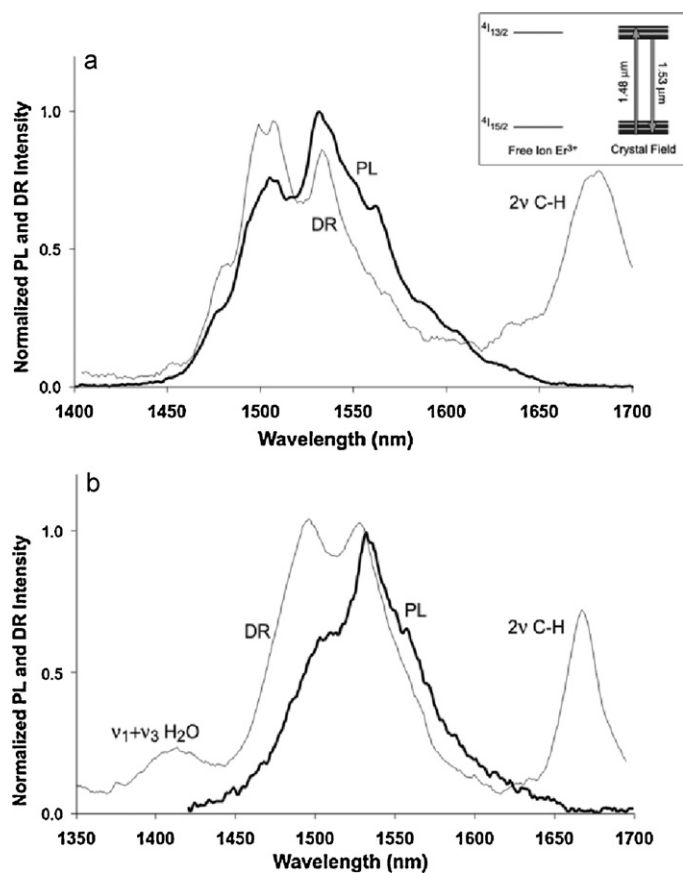 a
Normalized PL and DR Intensity
1.0
0.5
0.0
PL
DR
2ν C-H
1400 1450 1500 1550 1600 1650 1700
Wavelength (nm)
⁴I₁₃/₂
⁴I₁₅/₂
1.48 μm
1.53 μm
Free Ion Er³⁺ Crystal Field
b
Normalized PL and DR Intensity
1.0
0.5
0.0
DR
PL
2ν C-H
ν₁+ν₃ H₂O
1350 1400 1450 1500 1550 1600 1650 1700
Wavelength (nm)